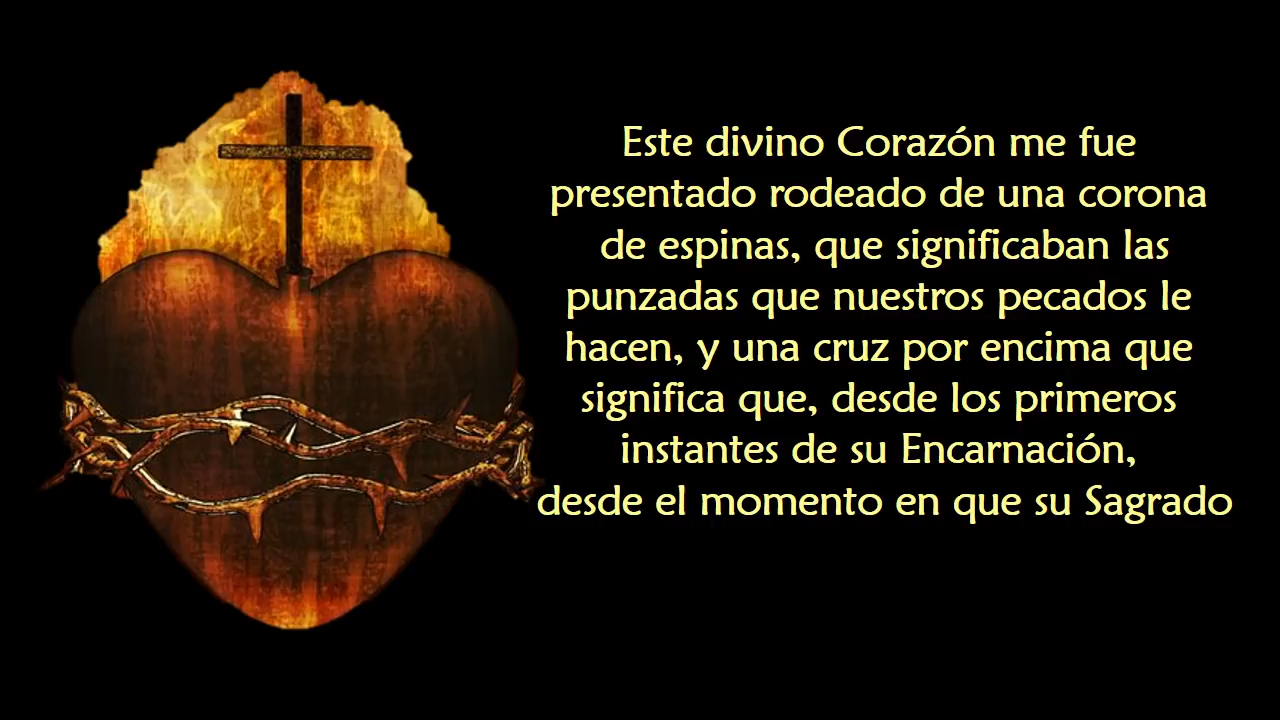 Este divino Corazón me fue
presentado rodeado de una corona
de espinas, que significaban las
punzadas que nuestros pecados le
hacen, y una cruz por encima que
significa que, desde los primeros
instantes de su Encarnación,
desde el momento en que su Sagrado